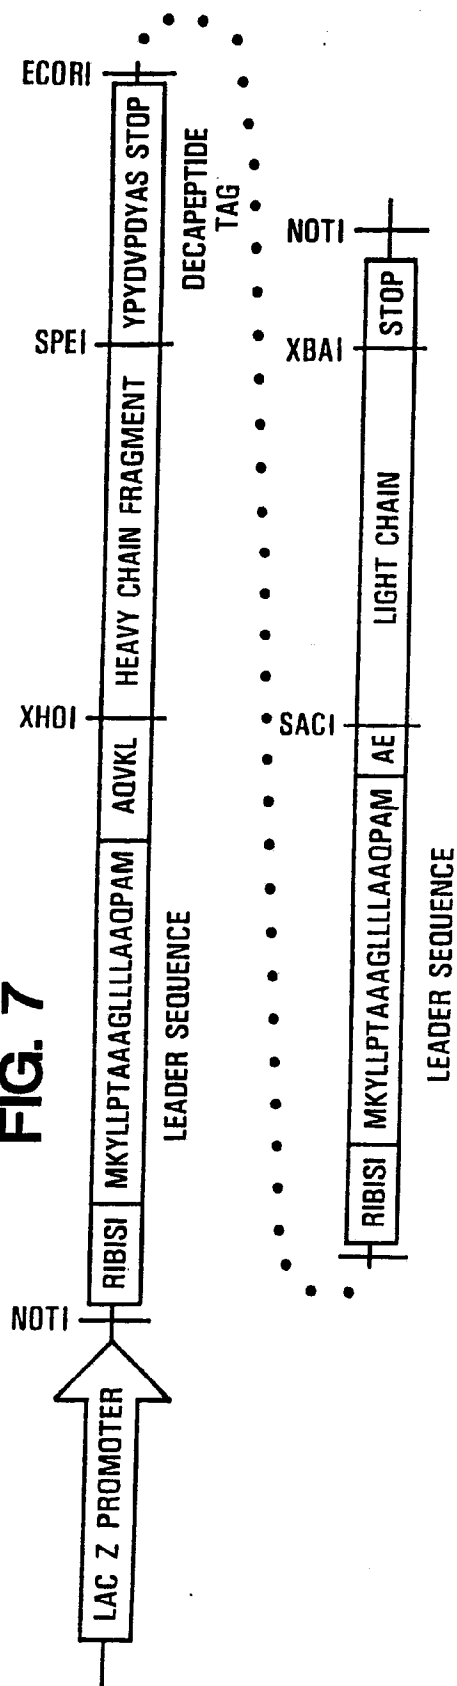 FIG. 7
LAC Z PROMOTER
NOTI
RIBISI
MKYLLPTAAAGLLLLAAQPAM
LEADER SEQUENCE
AQVKL
XHOI
HEAVY CHAIN FRAGMENT
SPEI
YPYDVPDYAS STOP
DECAPEPTIDE
TAG
ECORI
RIBISI
MKYLLPTAAAGLLLLAAQPAM
LEADER SEQUENCE
AE
SACI
LIGHT CHAIN
XBAI
STOP
NOTI